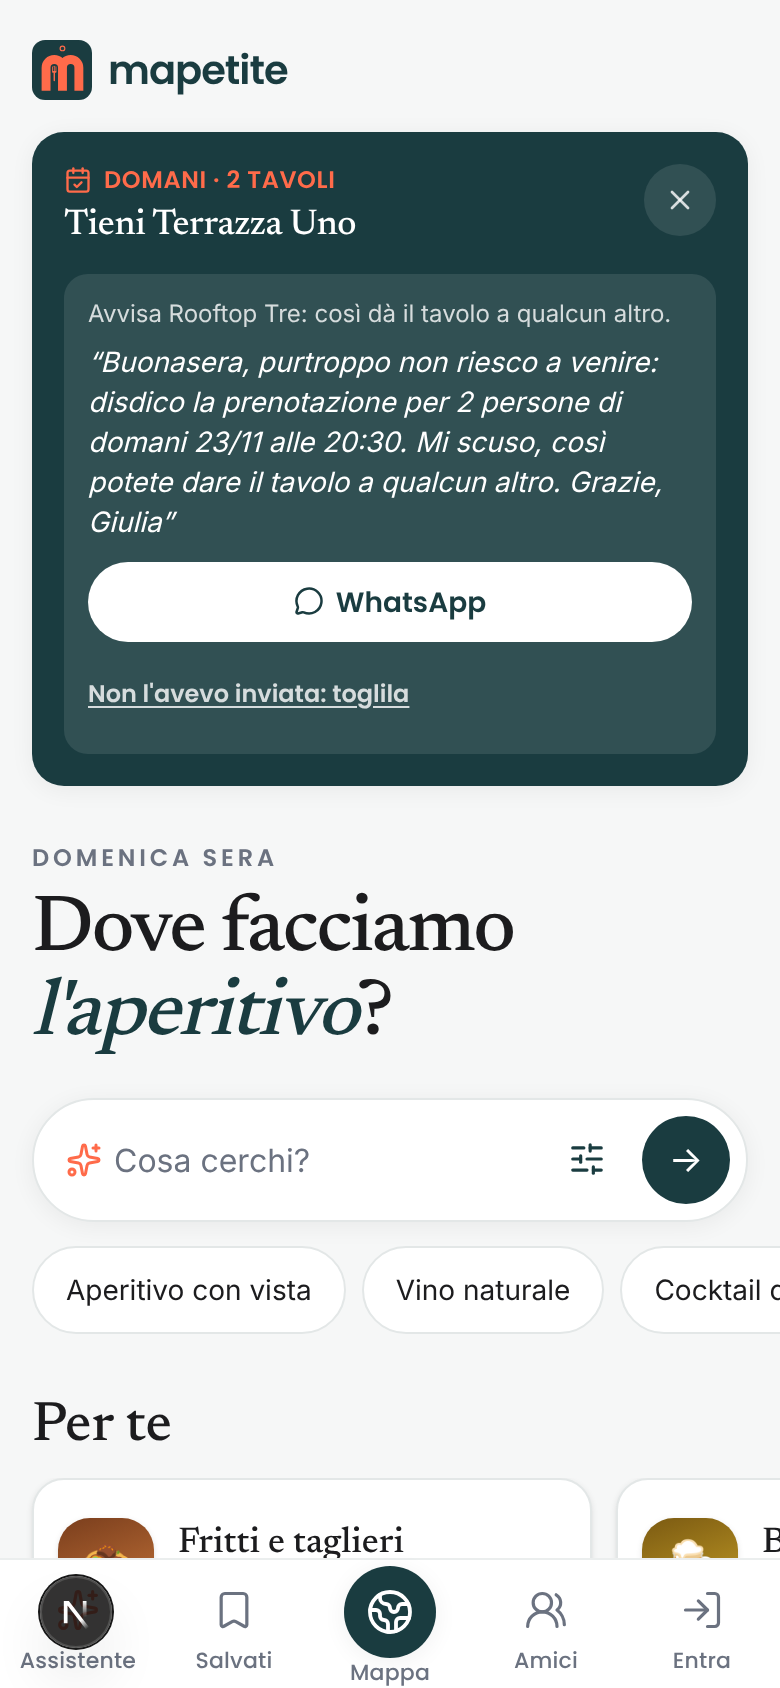 mapetite
DOMANI · 2 TAVOLI
Tieni Terrazza Uno
Avvisa Rooftop Tre: così dà il tavolo a qualcun altro.
“Buonasera, purtroppo non riesco a venire:
disdico la prenotazione per 2 persone di
domani 23/11 alle 20:30. Mi scuso, così
potete dare il tavolo a qualcun altro. Grazie,
Giulia”
WhatsApp
Non l'avevo inviata: toglila
DOMENICA SERA
Dove facciamo
l'aperitivo?
Cosa cerchi?
Aperitivo con vista
Vino naturale
Cocktail
Per te
Fritti e taglieri
N
Assistente
Salvati
Mappa
Amici
Entra